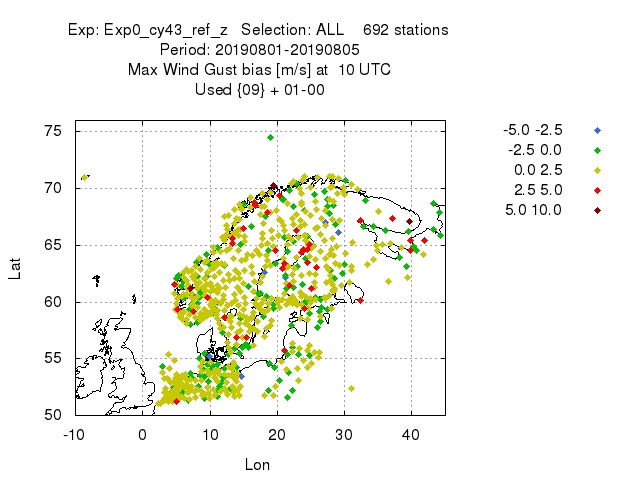 Exp: Exp0_cy43_ref_z Selection: ALL 692 stations
Period: 20190801-20190805
Max Wind Gust bias [m/s] at 10 UTC
Used {09} + 01-00
-5.0 -2.5
-2.5 0.0
0.0 2.5
2.5 5.0
5.0 10.0
75
70
65
60
55
50
Lat
-10 0 10 20 30 40
Lon